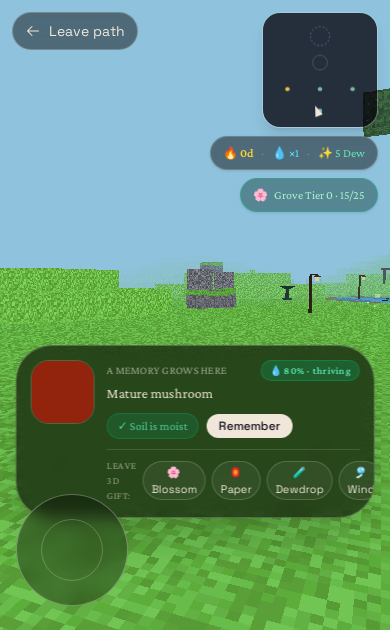 ← Leave path
🔥 0d · 💧 ×1 · ✨ 5 Dew
🌸 Grove Tier 0 · 15/25
A MEMORY GROWS HERE
💧 80% · thriving
Mature mushroom
✓ Soil is moist
Remember
LEAVE
3D
GIFT:
🌸 Blossom
🧧 Paper
🧪 Dewdrop